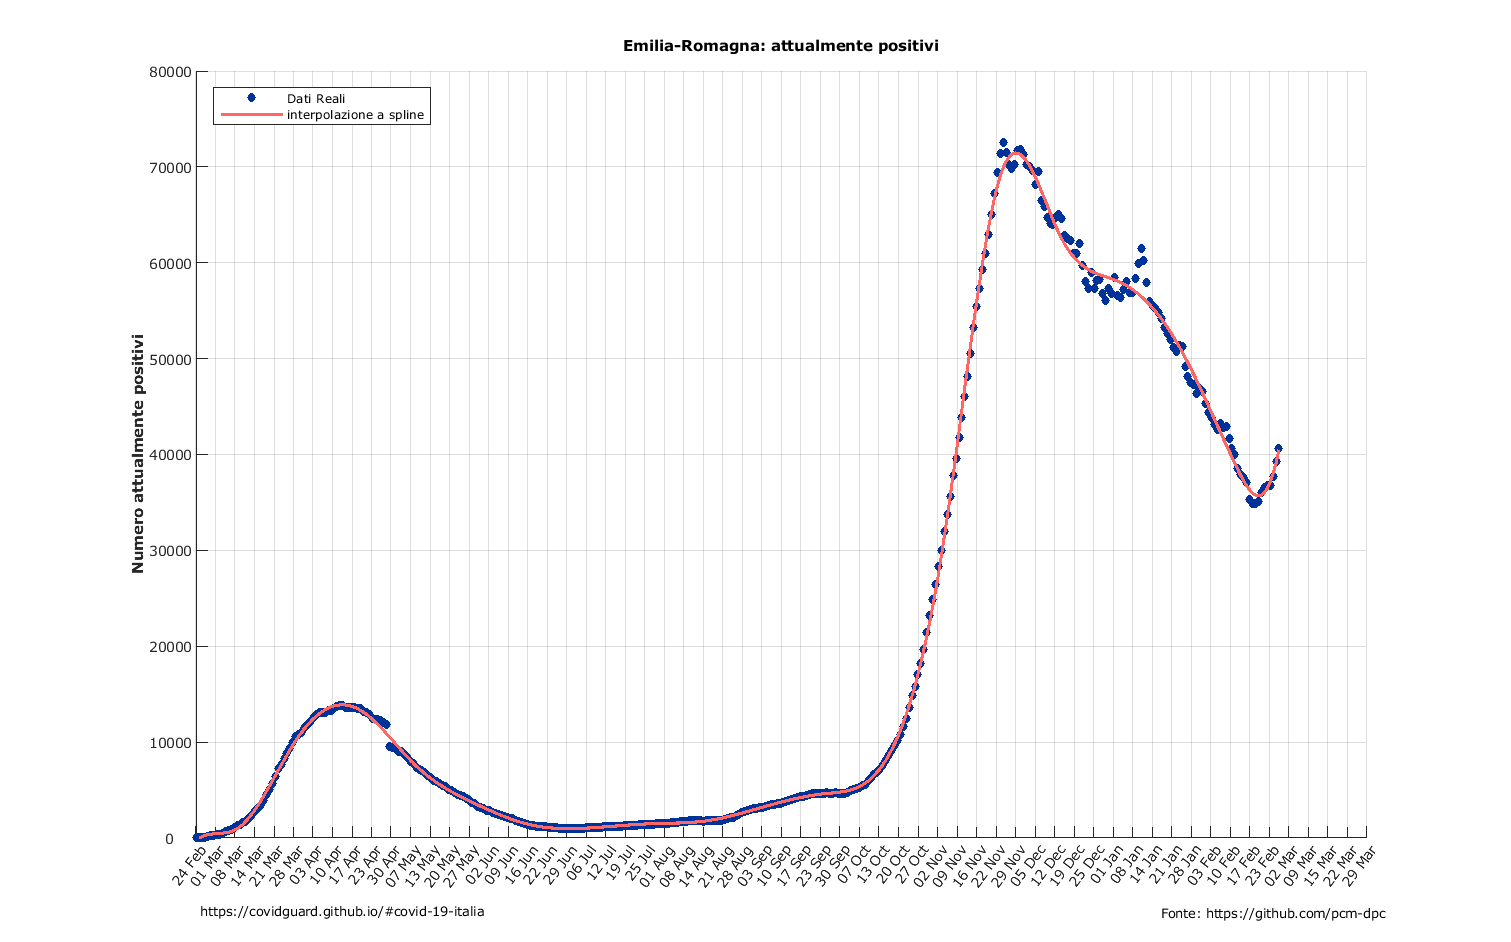 Emilia-Romagna: attualmente positivi
Dati Reali
interpolazione a spline
Numero attualmente positivi
80000
70000
60000
50000
40000
30000
20000
10000
0
24 Feb
01 Mar
08 Mar
14 Mar
21 Mar
28 Mar
03 Apr
10 Apr
17 Apr
23 Apr
30 Apr
07 May
13 May
20 May
27 May
02 Jun
09 Jun
16 Jun
22 Jun
29 Jun
06 Jul
12 Jul
19 Jul
25 Jul
01 Aug
08 Aug
14 Aug
21 Aug
28 Aug
03 Sep
10 Sep
17 Sep
23 Sep
30 Sep
07 Oct
13 Oct
20 Oct
27 Oct
02 Nov
09 Nov
16 Nov
22 Nov
29 Nov
05 Dec
12 Dec
19 Dec
25 Dec
01 Jan
08 Jan
14 Jan
21 Jan
28 Jan
03 Feb
10 Feb
17 Feb
23 Feb
02 Mar
09 Mar
15 Mar
22 Mar
29 Mar
https://covidguard.github.io/#covid-19-italia
Fonte: https://github.com/pcm-dpc